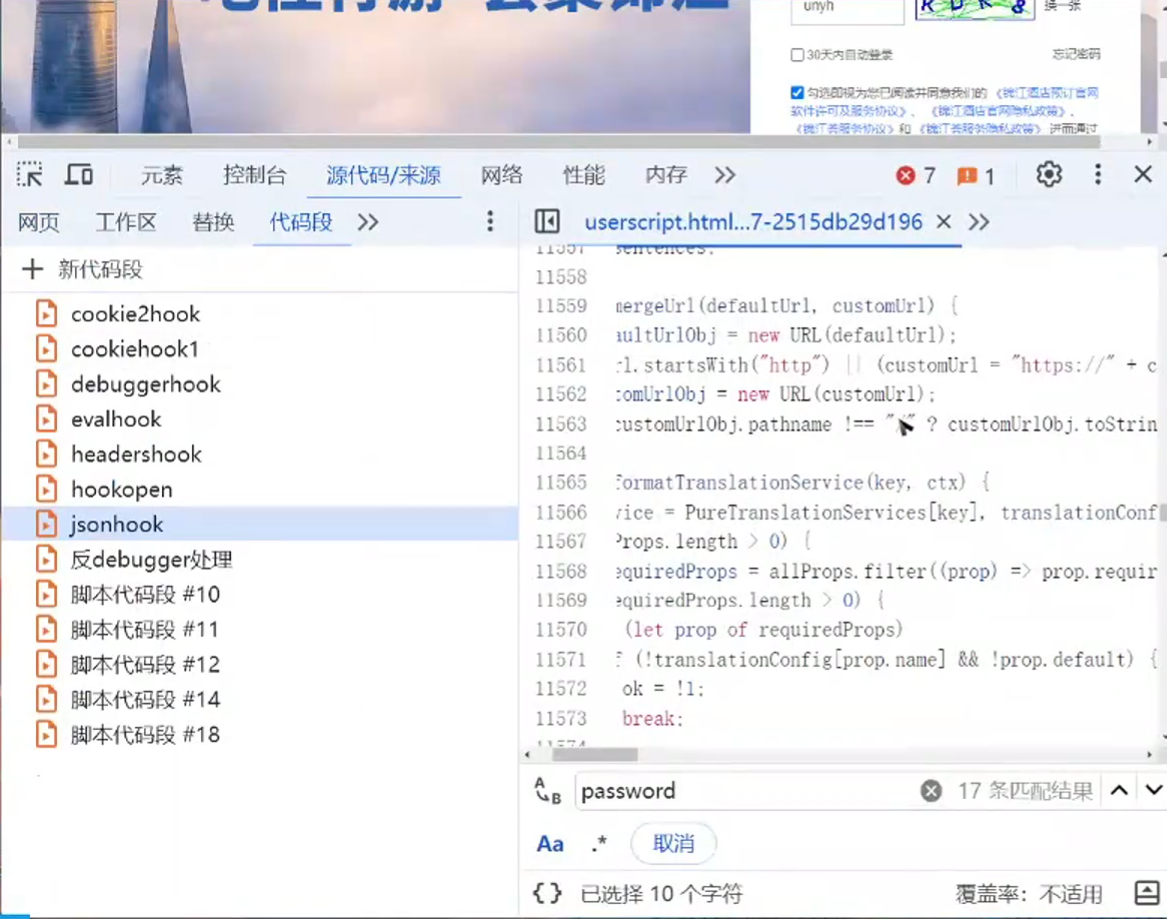 unyh
换一张
30天内自动登录
忘记密码
勾选即视为您已阅读并同意我们的 《锦江酒店预订官网
软件许可及服务协议》、 《锦江酒店官网隐私政策》、
《锦江荟服务协议》和 《锦江荟服务隐私政策》 进而通过
元素 控制台 源代码/来源 网络 性能 内存 7 1
网页 工作区 替换 代码段
userscript.html...7-2515db29d196
新代码段
cookie2hook
cookiehook1
debuggerhook
evalhook
headershook
hookopen
jsonhook
反debugger处理
脚本代码段 #10
脚本代码段 #11
脚本代码段 #12
脚本代码段 #14
脚本代码段 #18
11557 sentences.
11558
11559 mergeUrl(defaultUrl, customUrl) {
11560 aultUrlObj = new URL(defaultUrl);
11561 rl.startsWith("http") || (customUrl = "https://" + c
11562 tomUrlObj = new URL(customUrl);
11563 customUrlObj.pathname !== "/" ? customUrlObj.toStrin
11564
11565 formatTranslationService(key, ctx) {
11566 vice = PureTranslationServices[key], translationConf
11567 Props.length > 0) {
11568 equiredProps = allProps.filter((prop) => prop.requir
11569 equiredProps.length > 0) {
11570 (let prop of requiredProps)
11571 f (!translationConfig[prop.name] && !prop.default) {
11572 ok = !1;
11573 break;
11574
password
17 条匹配结果
Aa .* 取消
{} 已选择 10 个字符
覆盖率: 不适用